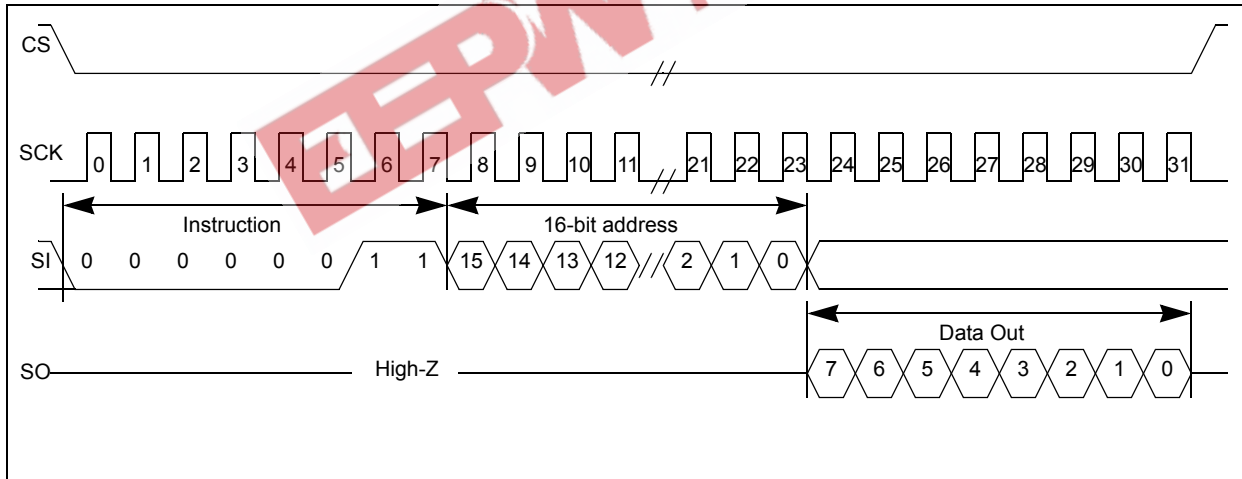 CS
SCK 0 1 2 3 4 5 6 7 8 9 10 11 21 22 23 24 25 26 27 28 29 30 31
Instruction 16-bit address
SI 0 0 0 0 0 0 1 1 15 14 13 12 2 1 0
Data Out
SO High-Z 7 6 5 4 3 2 1 0